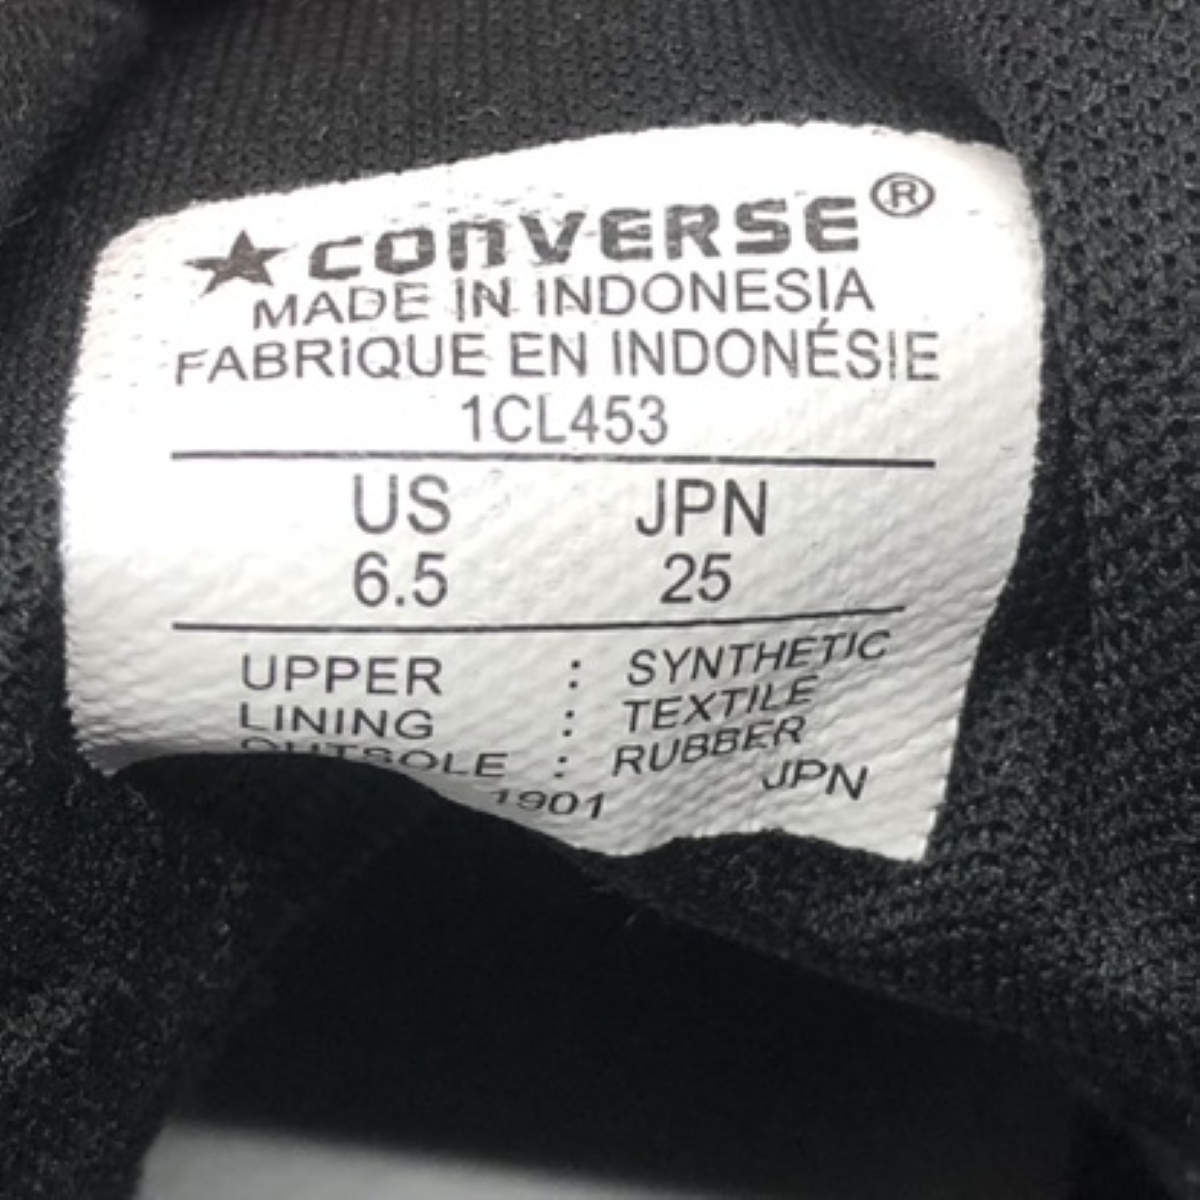 ★CONVERSE®
MADE IN INDONESIA
FABRIQUE EN INDONÉSIE
1CL453
US JPN
6.5 25
UPPER : SYNTHETIC
LINING : TEXTILE
OUTSOLE : RUBBER
1901 JPN